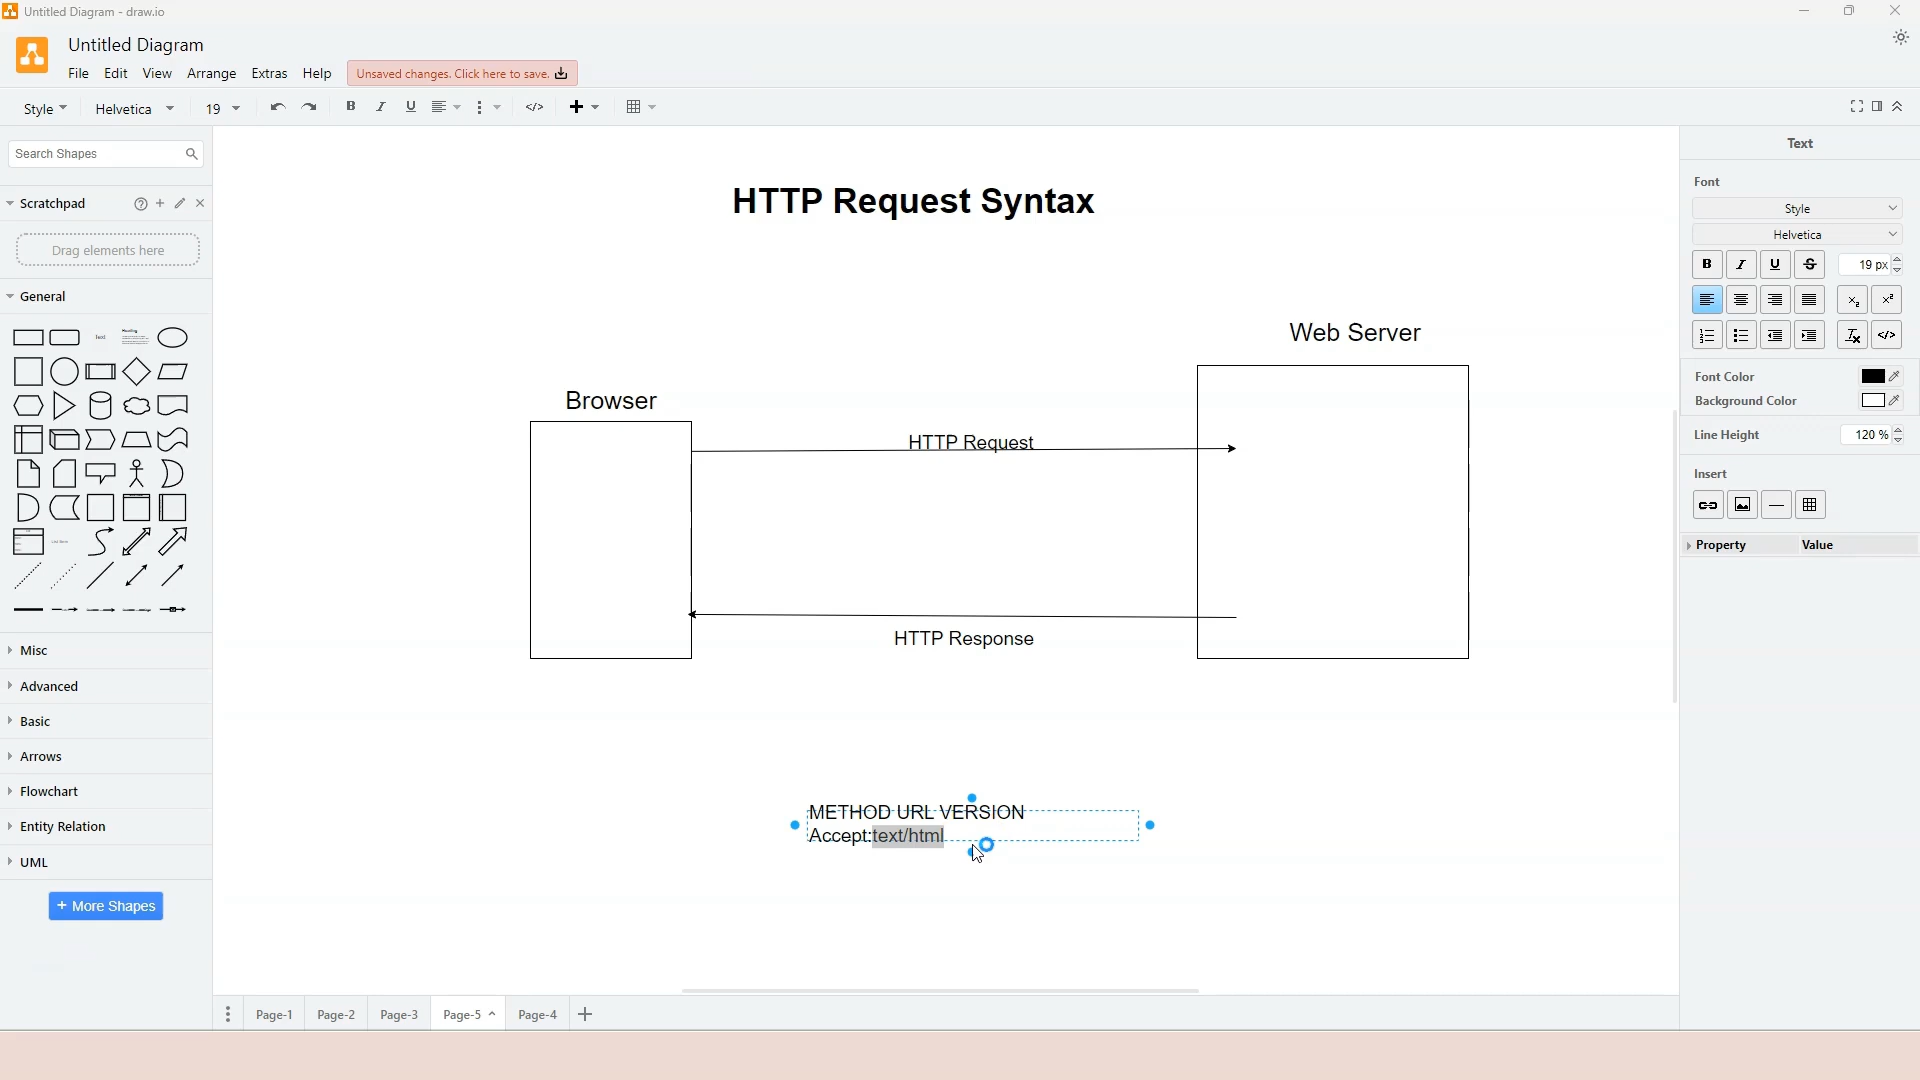 Untitled Diagram - draw.io
Untitled Diagram
File Edit View Arrange Extras Help Unsaved changes. Click here to save.
Style Helvetica 19 B I U
Search Shapes
Scratchpad
Drag elements here
General
Text
Heading
Misc
Advanced
Basic
Arrows
Flowchart
Entity Relation
UML
+ More Shapes
HTTP Request Syntax
Web Server
Browser
HTTP Request
HTTP Response
METHOD URL VERSION
Accept:text/html
Page-1 Page-2 Page-3 Page-5 Page-4
Text
Font
Style
Helvetica
B I U S 19 px
Font Color
Background Color
Line Height 120 %
Insert
Property Value